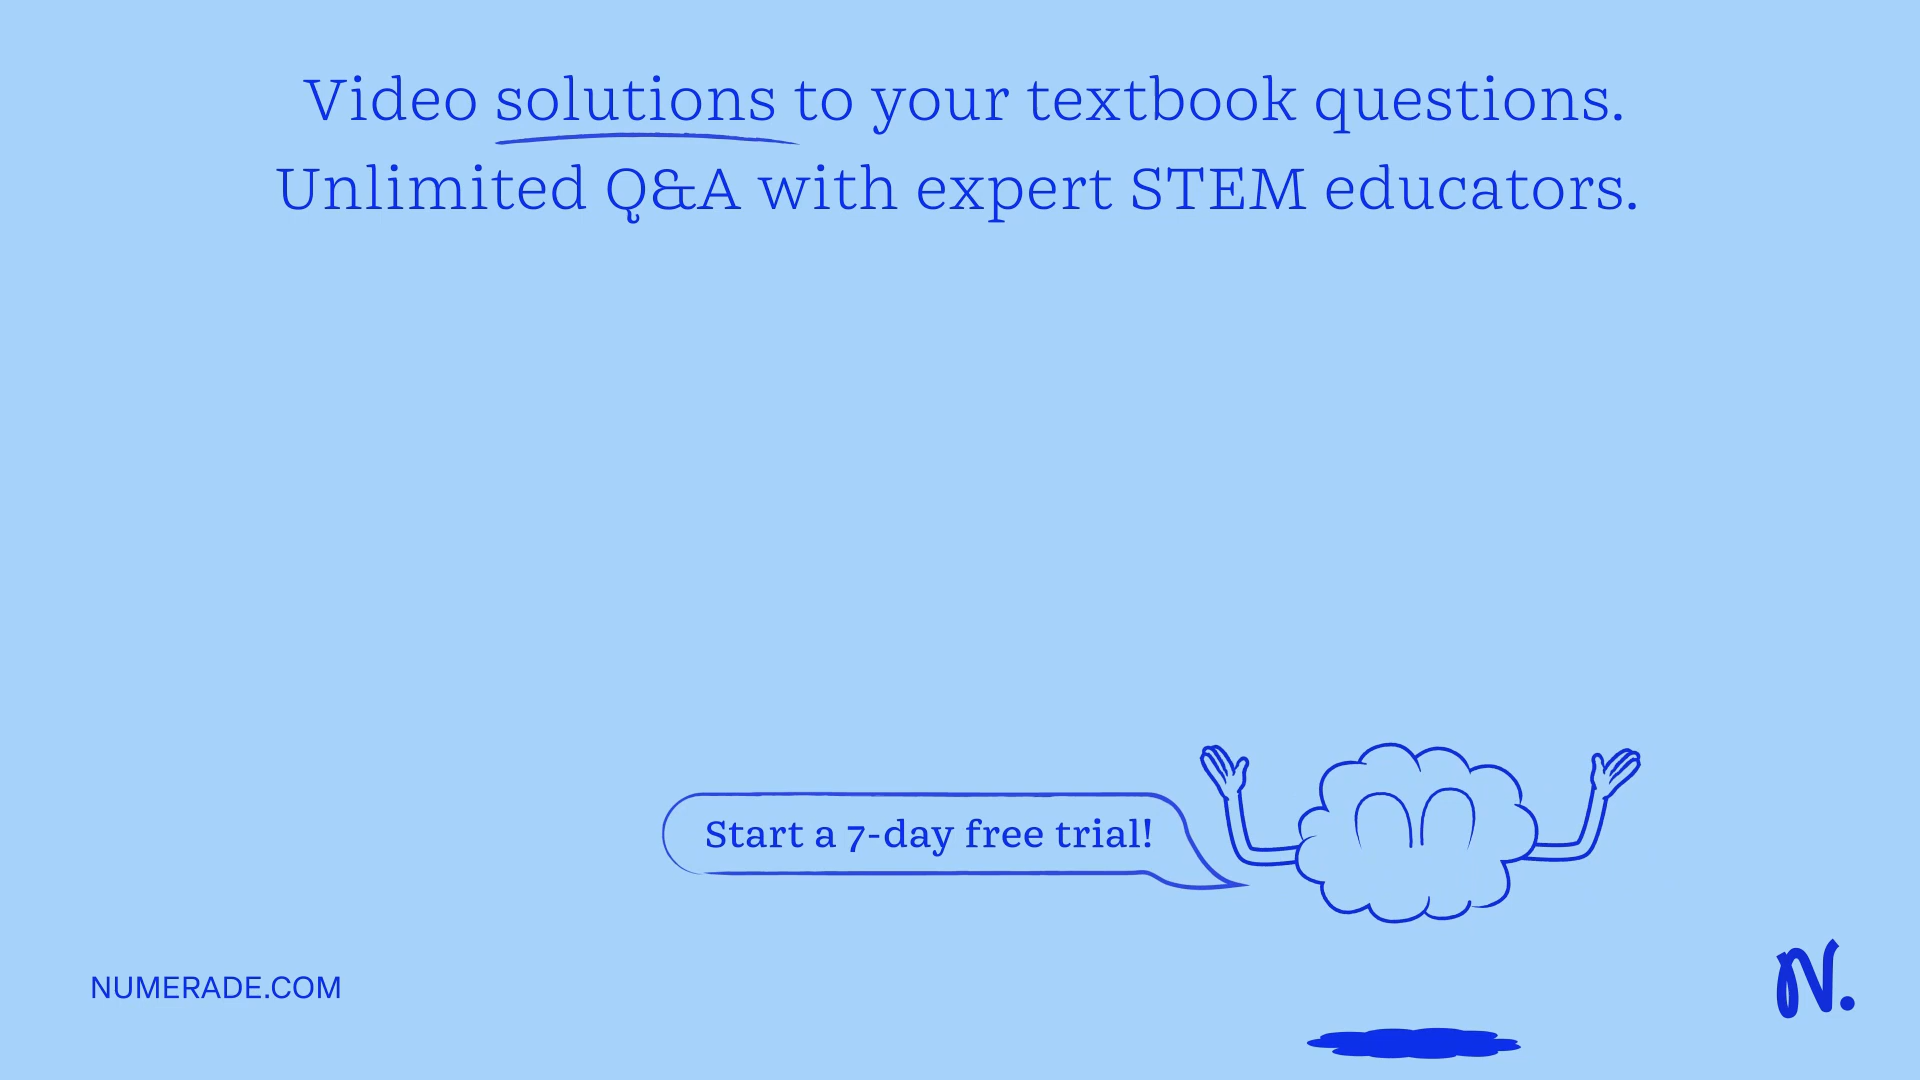 Video solutions to your textbook questions.
Unlimited Q&A with expert STEM educators.
Start a 7-day free trial!
NUMERADE.COM
N.